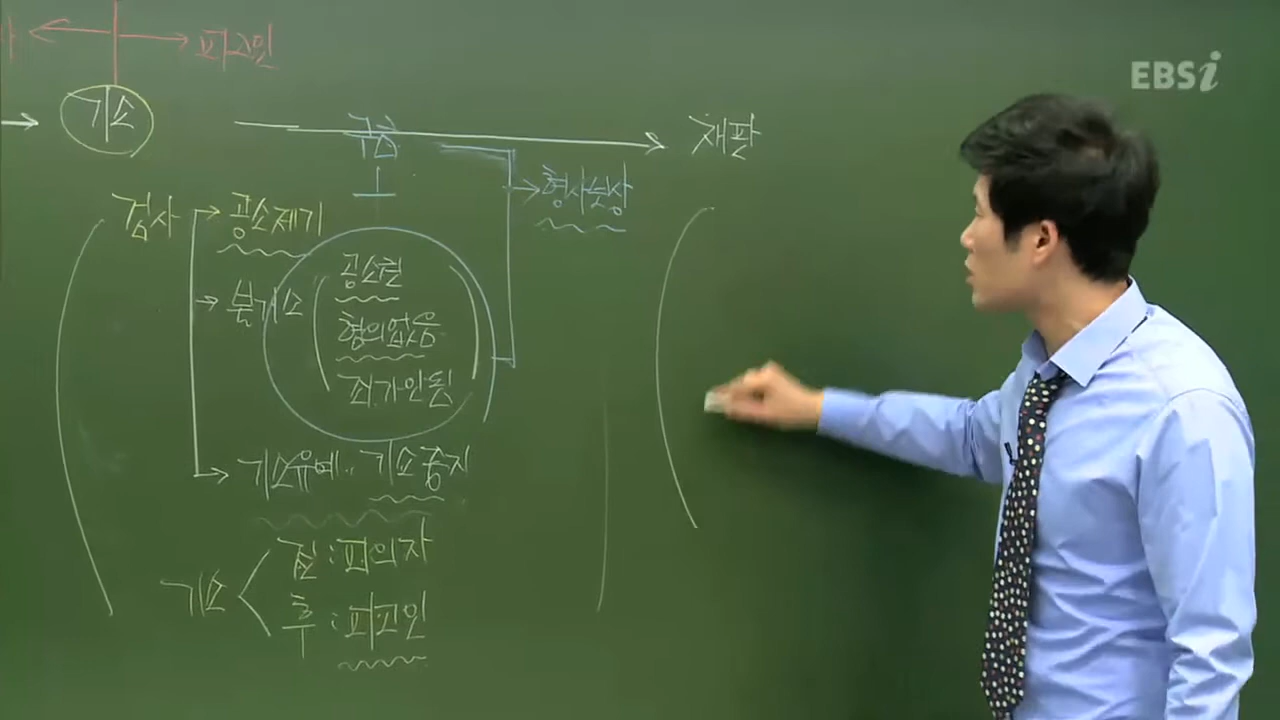 피고인
EBSi
기소
구금
재판
형사보상
검사
공소제기
불기소
공소권
혐의없음
죄가안됨
기소유예.. 기소중지
기소
전 : 피의자
후 : 피고인